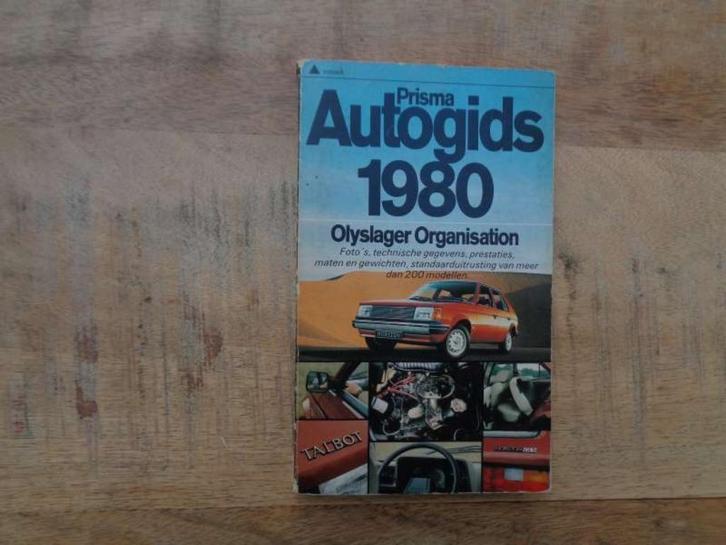 Prisma
Autogids
1980
Olyslager Organisation
Foto's, technische gegevens, prestaties,
maten en gewichten, standaarduitrusting van meer
dan 200 modellen.
TALBOT